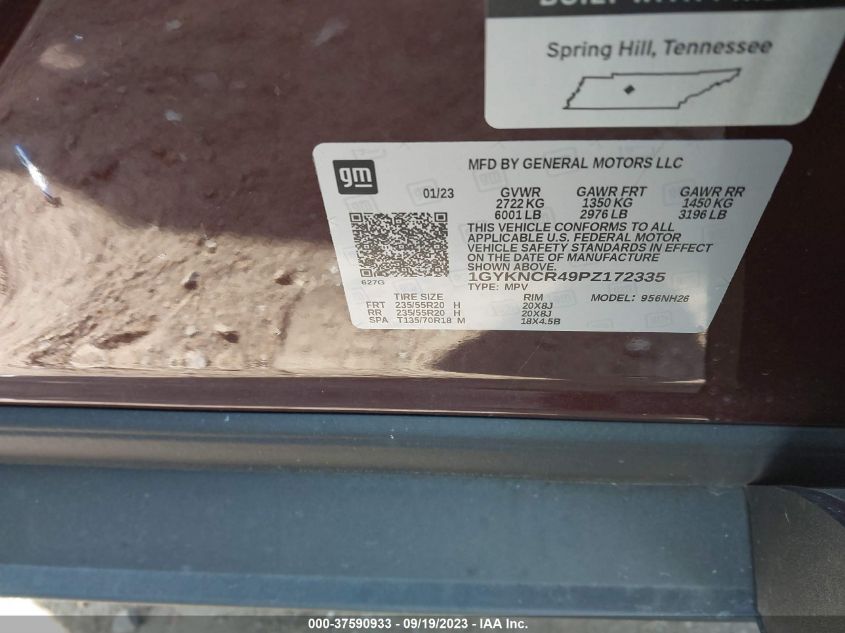 Spring Hill, Tennessee
gm
MFD BY GENERAL MOTORS LLC
01/23 GVWR GAWR FRT GAWR RR
2722 KG 1350 KG 1450 KG
6001 LB 2976 LB 3196 LB
THIS VEHICLE CONFORMS TO ALL
APPLICABLE U.S. FEDERAL MOTOR
VEHICLE SAFETY STANDARDS IN EFFECT
ON THE DATE OF MANUFACTURE
SHOWN ABOVE.
627G
1GYKNCR49PZ172335
TYPE: MPV
TIRE SIZE RIM MODEL: 956NH26
FRT 235/55R20 H 20X8J
RR 235/55R20 H 20X8J
SPA T135/70R18 M 18X4.5B
000-37590933 - 09/19/2023 - IAA Inc.